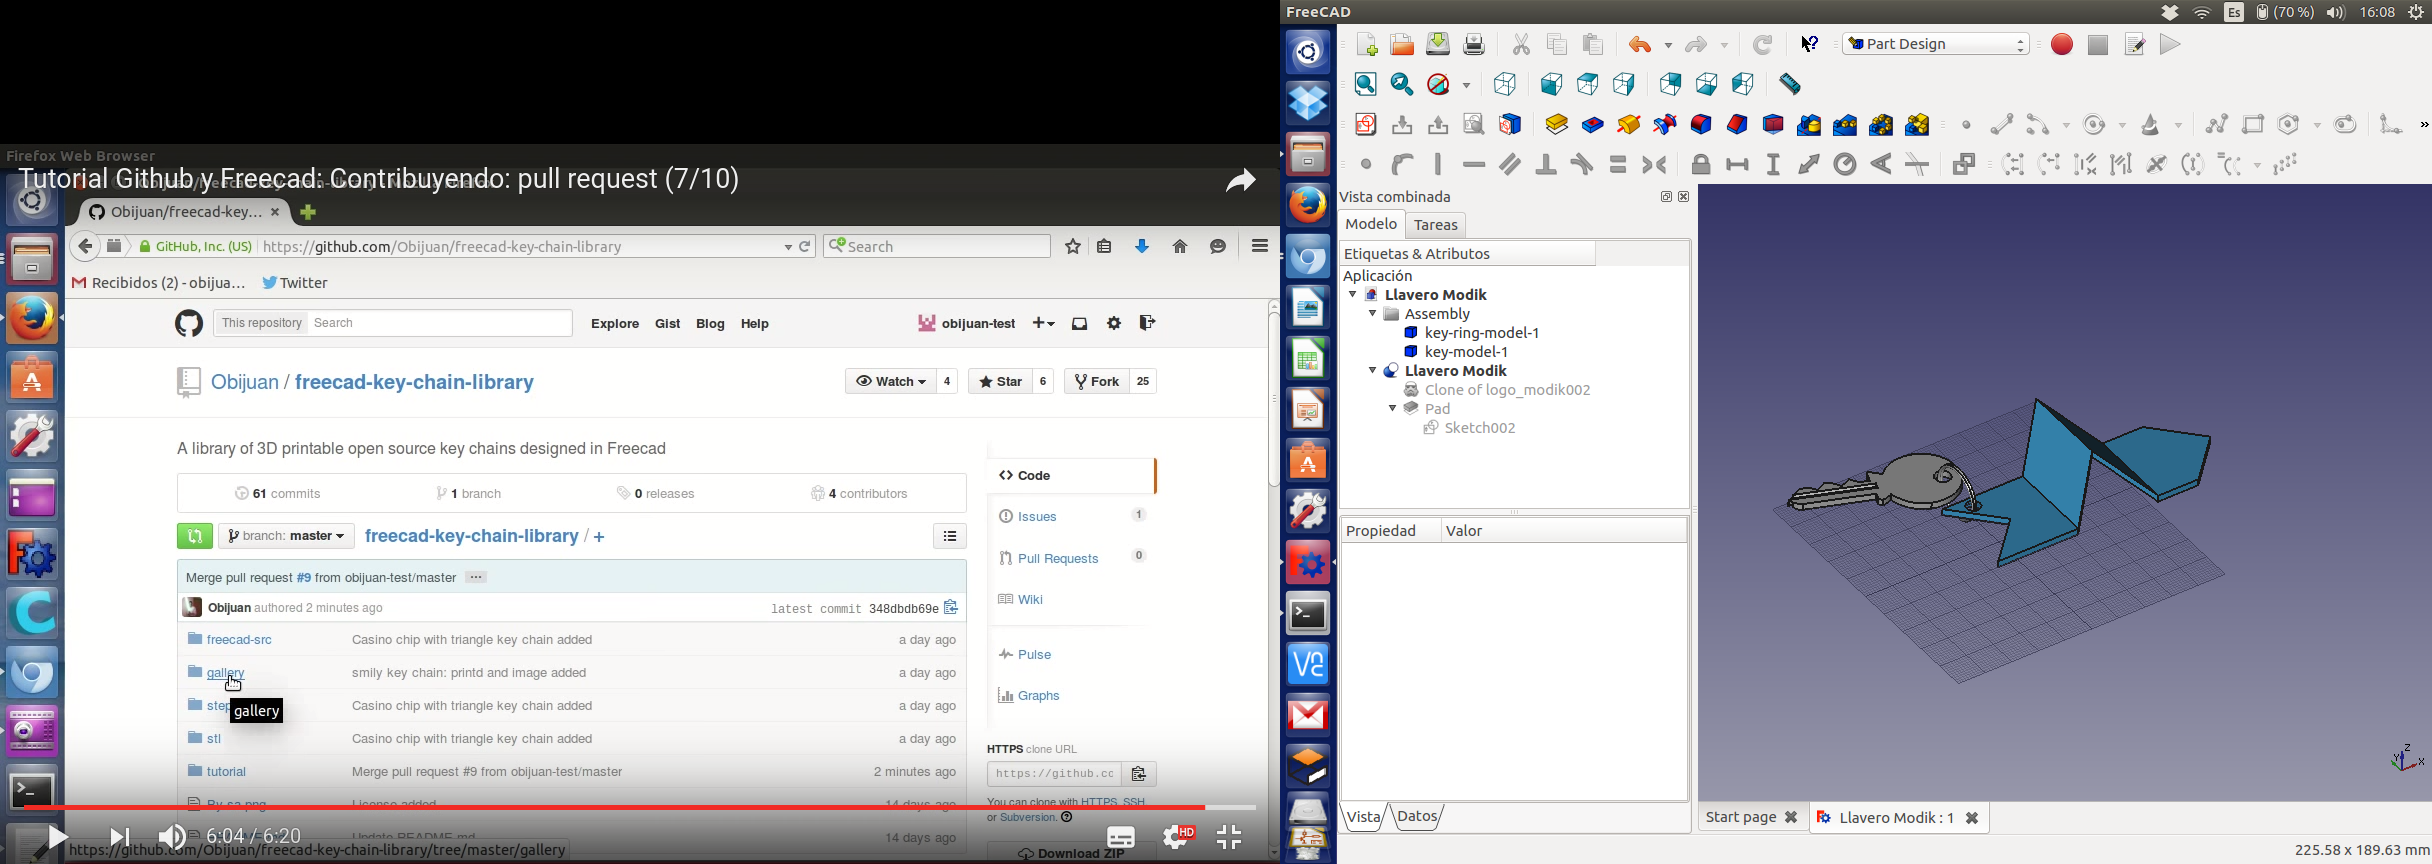 Firefox Web Browser
Tutorial Github y Freecad: Contribuyendo: pull request (7/10)
Obijuan/freecad-key...
GitHub, Inc. (US)
https://github.com/Obijuan/freecad-key-chain-library
Search
Recibidos (2) - obijua...
Twitter
This repository
Search
Explore
Gist
Blog
Help
obijuan-test
Obijuan / freecad-key-chain-library
Watch
4
Star
6
Fork
25
A library of 3D printable open source key chains designed in Freecad
61 commits
1 branch
0 releases
4 contributors
branch: master
freecad-key-chain-library / +
Merge pull request #9 from obijuan-test/master
Obijuan authored 2 minutes ago
latest commit 348dbdb69e
freecad-src
Casino chip with triangle key chain added
a day ago
gallery
smily key chain: printd and image added
a day ago
step
Casino chip with triangle key chain added
a day ago
gallery
stl
Casino chip with triangle key chain added
a day ago
tutorial
Merge pull request #9 from obijuan-test/master
2 minutes ago
By-sa.png
License added
14 days ago
Update README.md
14 days ago
Code
Issues
1
Pull Requests
0
Wiki
Pulse
Graphs
HTTPS clone URL
https://github.cc
You can clone with HTTPS, SSH,
or Subversion.
Download ZIP
6:04 / 6:20
HD
https://github.com/Obijuan/freecad-key-chain-library/tree/master/gallery
FreeCAD
Es
(70 %)
16:08
Part Design
Vista combinada
Modelo
Tareas
Etiquetas & Atributos
Aplicación
Llavero Modik
Assembly
key-ring-model-1
key-model-1
Llavero Modik
Clone of logo_modik002
Pad
Sketch002
Propiedad
Valor
Vista
Datos
Start page
Llavero Modik : 1
Z
Y
X
225.58 x 189.63 mm